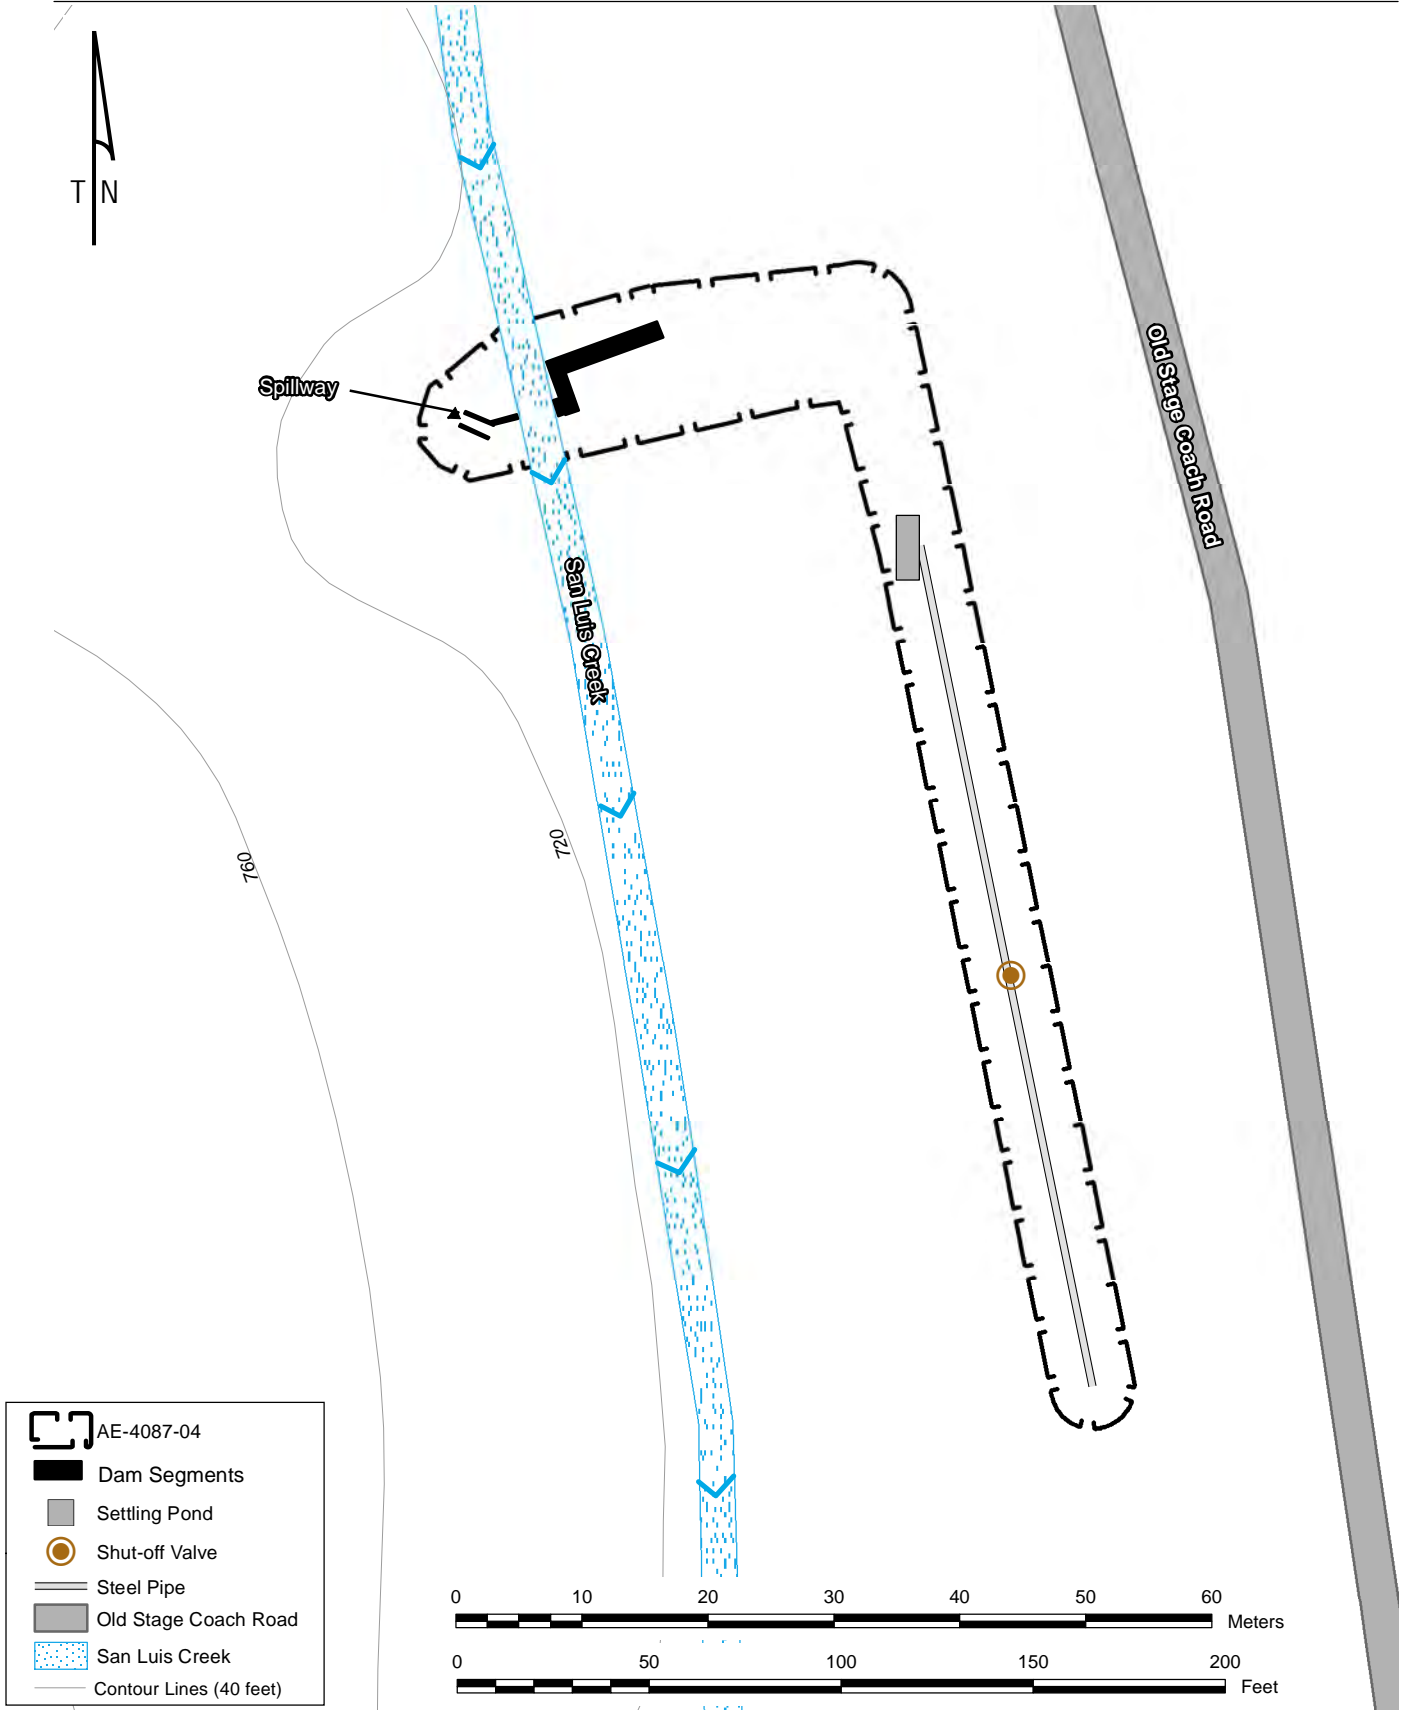 T N
Old Stage Coach Road
Spillway
San Luis Creek
720
760
AE-4087-04
Dam Segments
Settling Pond
Shut-off Valve
Steel Pipe
Old Stage Coach Road
San Luis Creek
Contour Lines (40 feet)
0 10 20 30 40 50 60
Meters
0 50 100 150 200
Feet